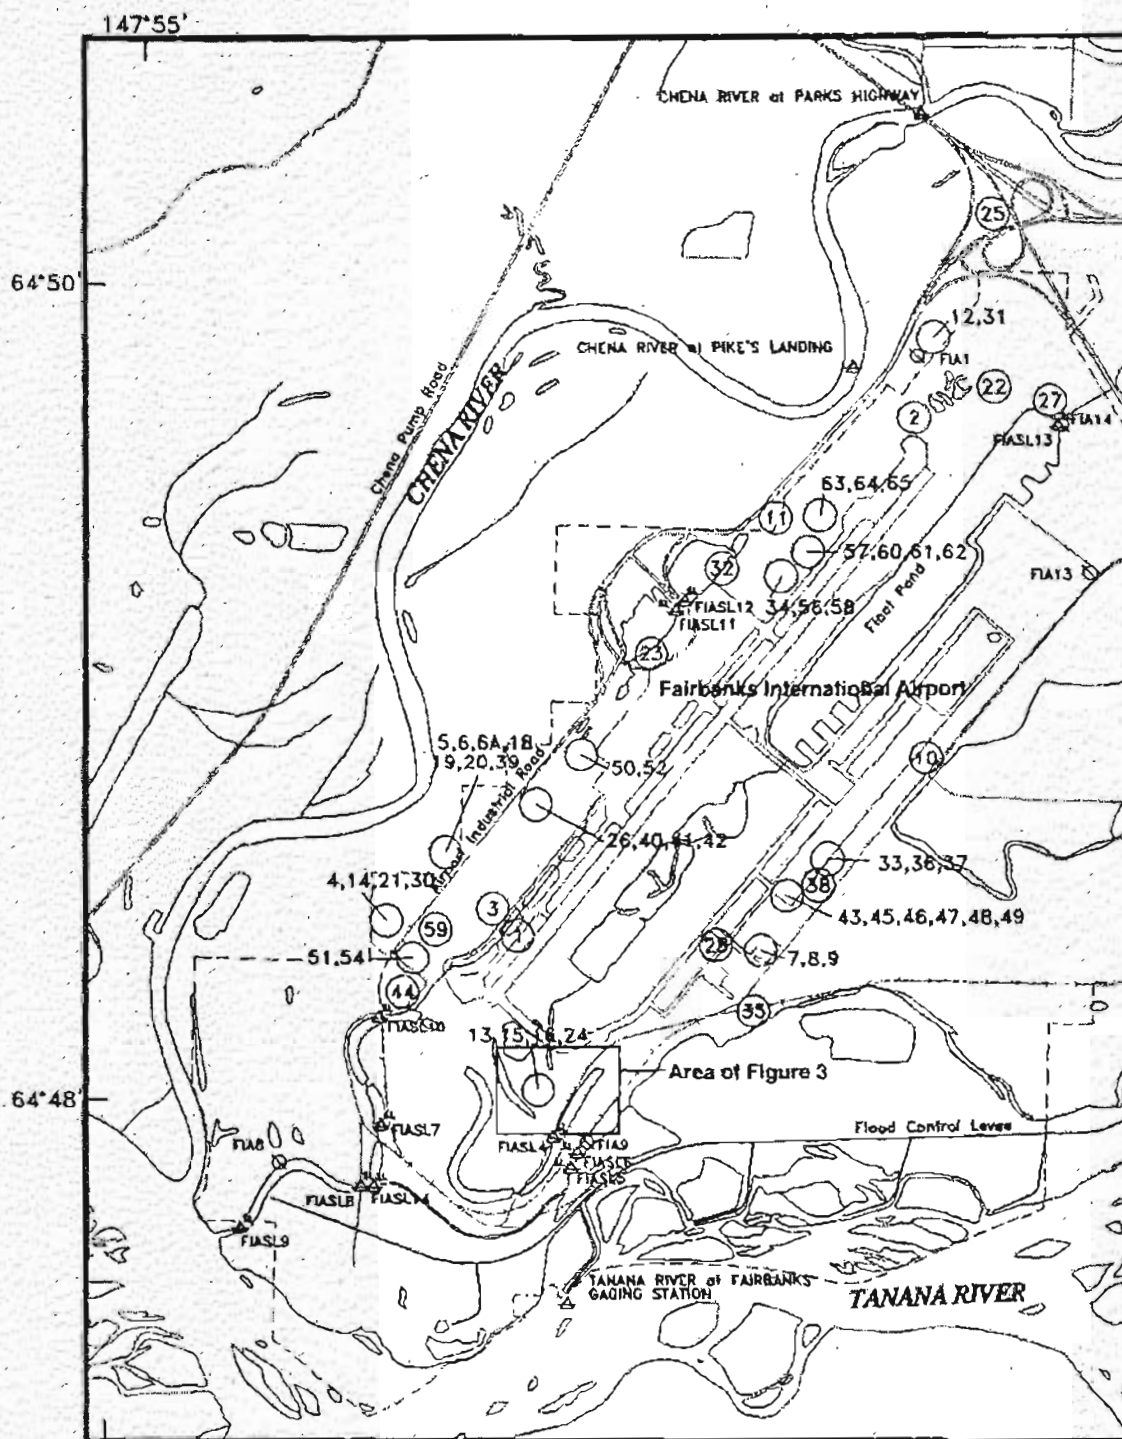 147°55'
CHENA RIVER at PARKS HIGHWAY
25
64°50'
12,31
CHENA RIVER at PIKE'S LANDING
FIA1
22
27
2
FIA14
FIASL13
Chena Pump Road
CHENA RIVER
63,64,65
11
57,60,61,62
32
FIA13
34,56,58
FIASL12
FIASL11
Float Pond
23
Fairbanks International Airport
5,6,6A,18,
19,20,39
50,52
10
Airport Industrial Road
26,40,41,42
33,36,37
38
4,14,21,30
3
43,45,46,47,48,49
59
1
28
7,8,9
51,54
44
35
FIASL10
13,15,16,24
Area of Figure 3
64°48'
FIASL7
Flood Control Levee
FIA8
FIASL4
FIA9
FIASL6
FIASL5
FIASL8
FIASL14
FIASL9
TANANA RIVER at FAIRBANKS
GAGING STATION
TANANA RIVER